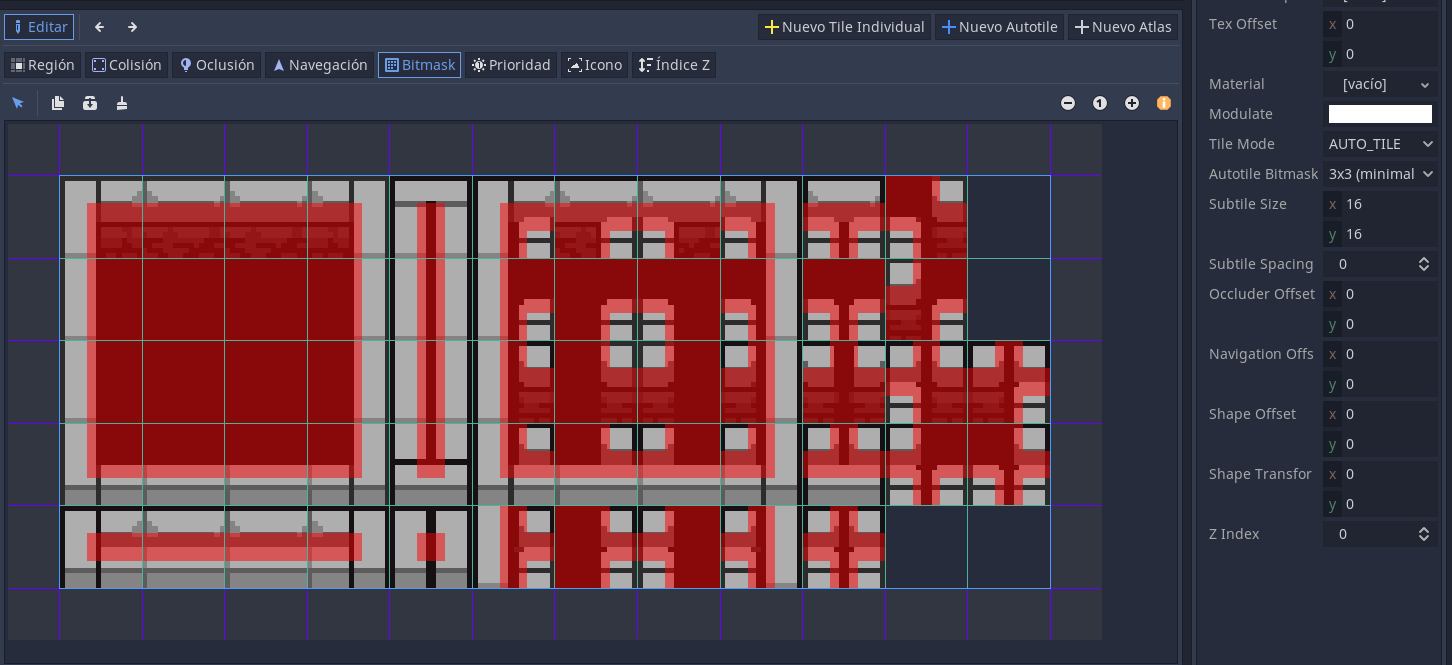 Editar
Nuevo Tile Individual
Nuevo Autotile
Nuevo Atlas
Región
Colisión
Oclusión
Navegación
Bitmask
Prioridad
Icono
Índice Z
1
Tex Offset x 0
y 0
Material [vacío]
Modulate
Tile Mode AUTO_TILE
Autotile Bitmask 3x3 (minimal
Subtile Size x 16
y 16
Subtile Spacing 0
Occluder Offset x 0
y 0
Navigation Offs x 0
y 0
Shape Offset x 0
y 0
Shape Transfor x 0
y 0
Z Index 0